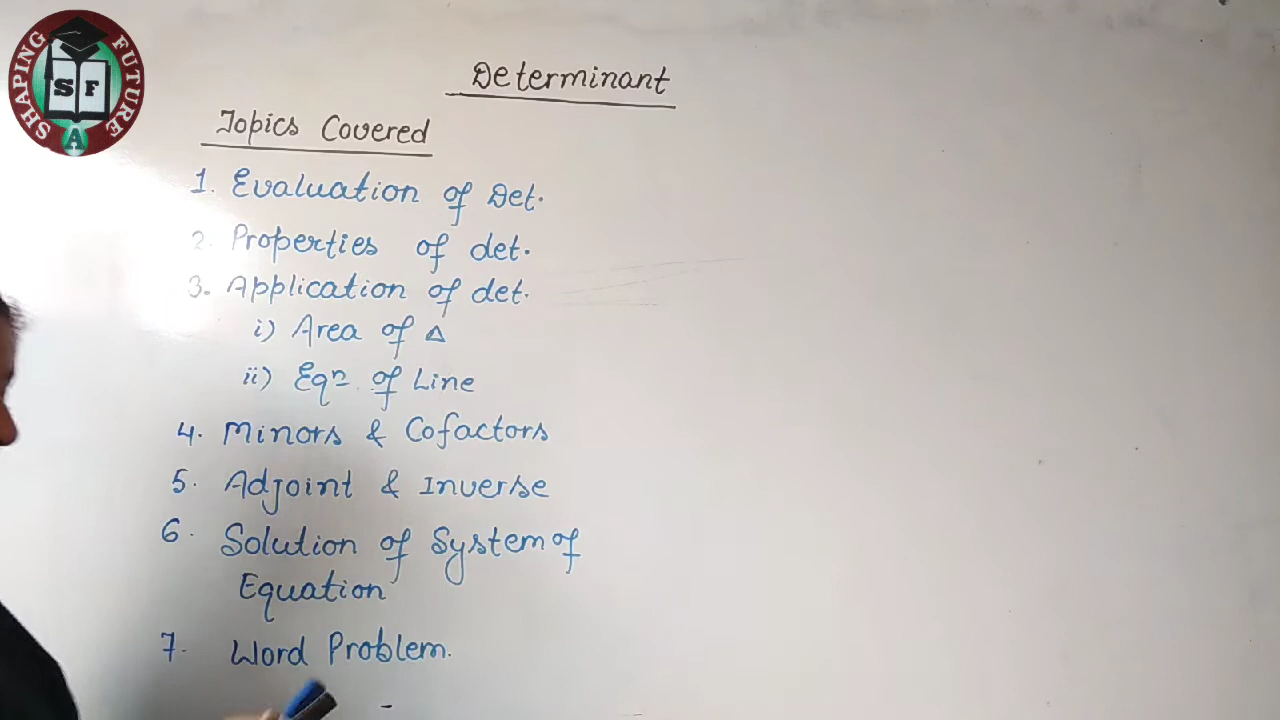 SHAPING FUTURE
S F
A
Determinant
Topics Covered
1. Evaluation of Det.
2. Properties of det.
3. Application of det.
i) Area of Δ
ii) Eqn. of Line
4. Minors & Cofactors
5. Adjoint & Inverse
6. Solution of System of
Equation
7. Word Problem.